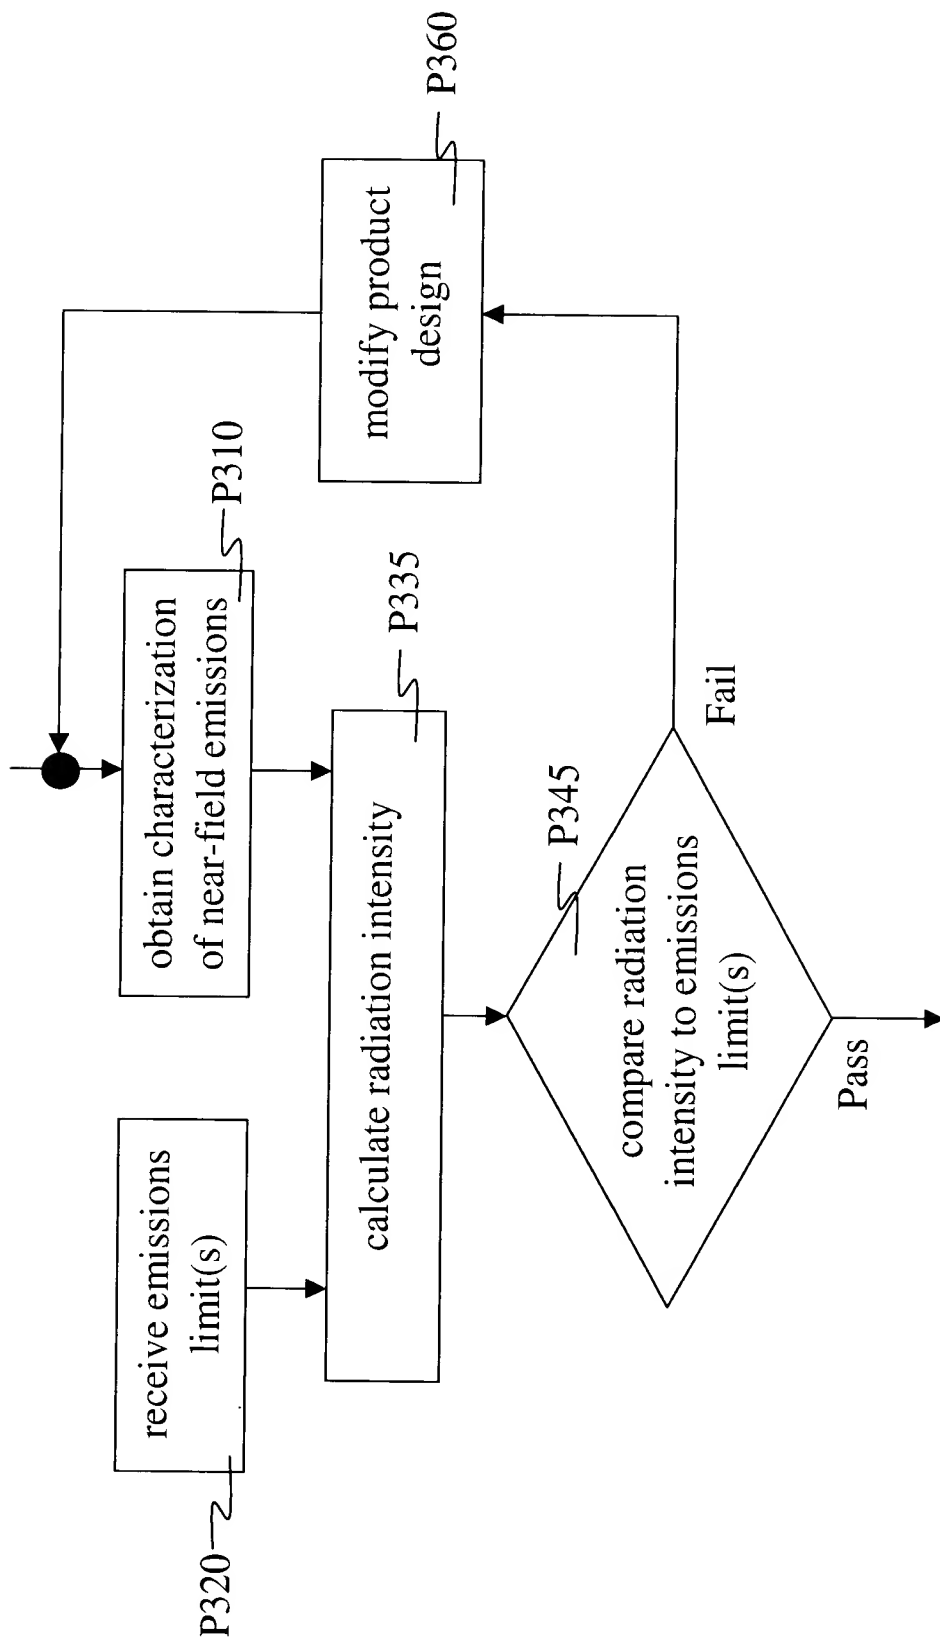 P320
receive emissions
limit(s)
obtain characterization
of near-field emissions
P310
calculate radiation intensity
P335
modify product
design
P360
compare radiation
intensity to emissions
limit(s)
P345
Pass
Fail